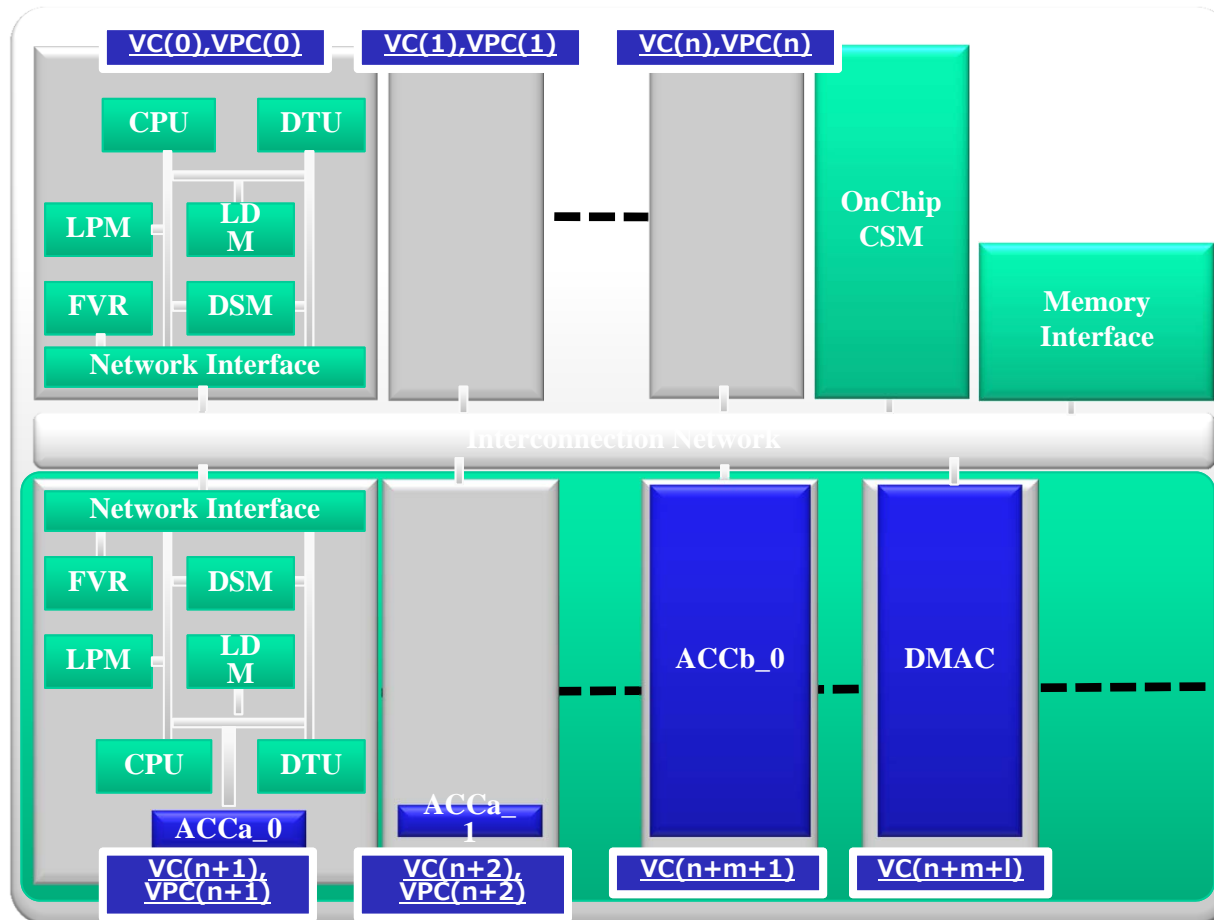 VC(0),VPC(0)
VC(1),VPC(1)
VC(n),VPC(n)
CPU
DTU
LPM
LD
M
FVR
DSM
Network Interface
OnChip
CSM
Memory
Interface
Interconnection Network
Network Interface
FVR
DSM
LPM
LD
M
CPU
DTU
ACCa_0
ACCa_
1
ACCb_0
DMAC
VC(n+1),
VPC(n+1)
VC(n+2),
VPC(n+2)
VC(n+m+1)
VC(n+m+l)